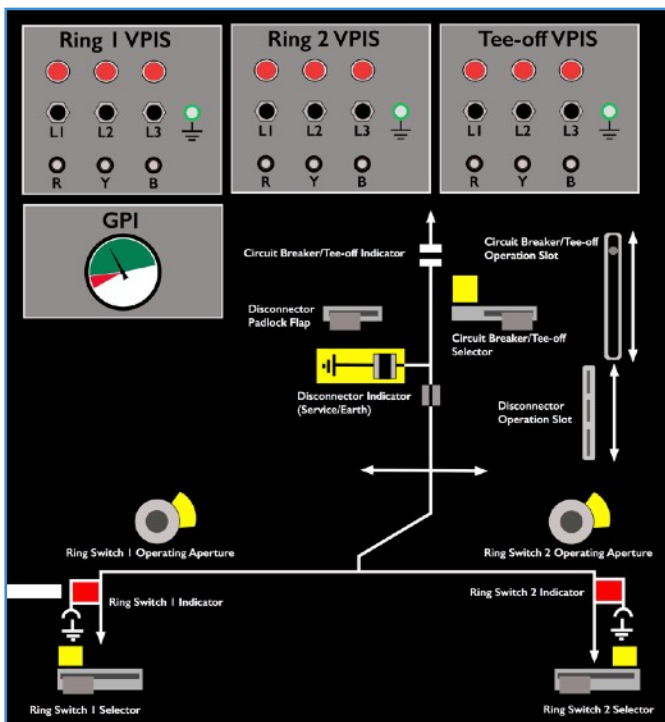 Ring 1 VPIS
Ring 2 VPIS
Tee-off VPIS
L1 L2 L3
L1 L2 L3
L1 L2 L3
R Y B
R Y B
R Y B
GPI
Circuit Breaker/Tee-off Indicator
Circuit Breaker/Tee-off
Operation Slot
Disconnector
Padlock Flap
Circuit Breaker/Tee-off
Selector
Disconnector Indicator
(Service/Earth)
Disconnector
Operation Slot
Ring Switch 1 Operating Aperture
Ring Switch 2 Operating Aperture
Ring Switch 1 Indicator
Ring Switch 2 Indicator
Ring Switch 1 Selector
Ring Switch 2 Selector